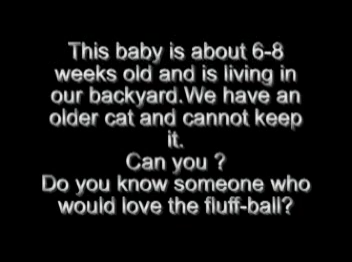 This baby is about 6-8
weeks old and is living in
our backyard.We have an
older cat and cannot keep
it.
Can you ?
Do you know someone who
would love the fluff-ball?